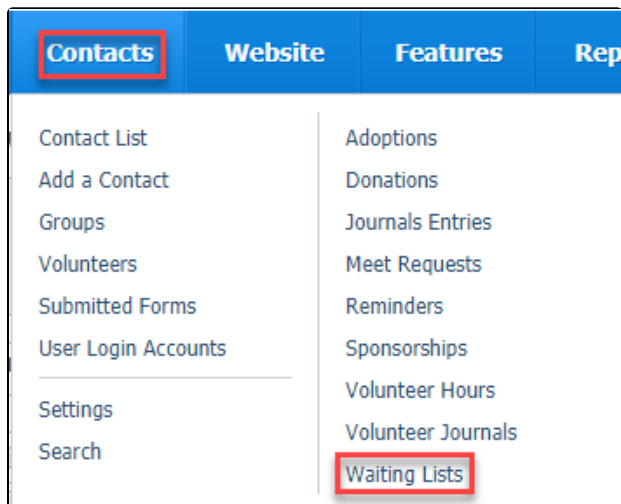 Contacts Website Features Rep
Contact List
Add a Contact
Groups
Volunteers
Submitted Forms
User Login Accounts
Settings
Search
Adoptions
Donations
Journals Entries
Meet Requests
Reminders
Sponsorships
Volunteer Hours
Volunteer Journals
Waiting Lists